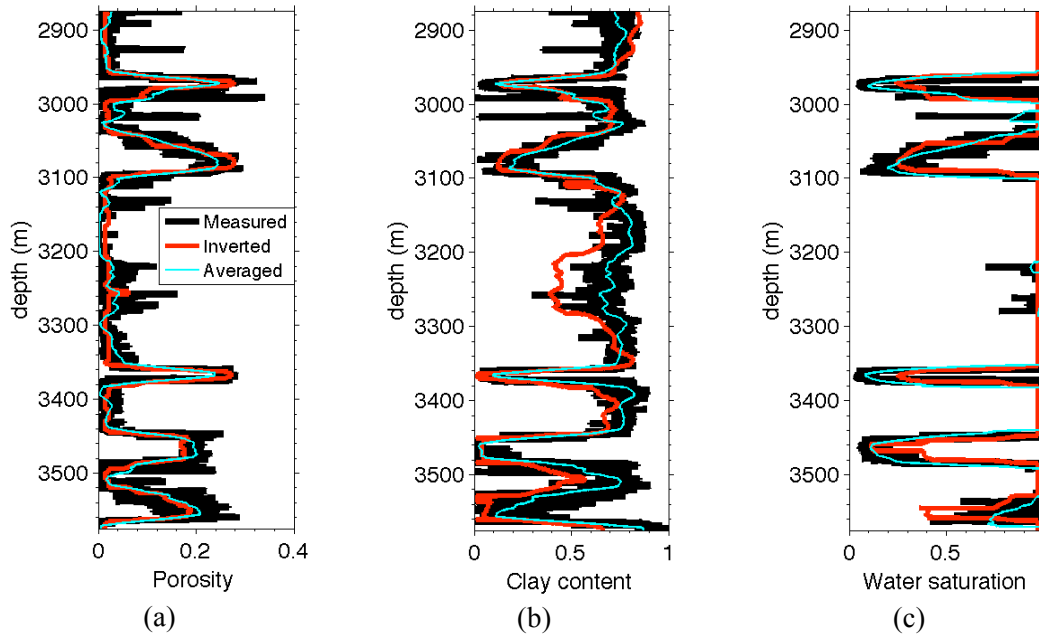 2900
3000
3100
3200
3300
3400
3500
depth (m)
Measured
Inverted
Averaged
0
0.2
0.4
Porosity
(a)
2900
3000
3100
3200
3300
3400
3500
depth (m)
0
0.5
1
Clay content
(b)
2900
3000
3100
3200
3300
3400
3500
depth (m)
0
0.5
Water saturation
(c)